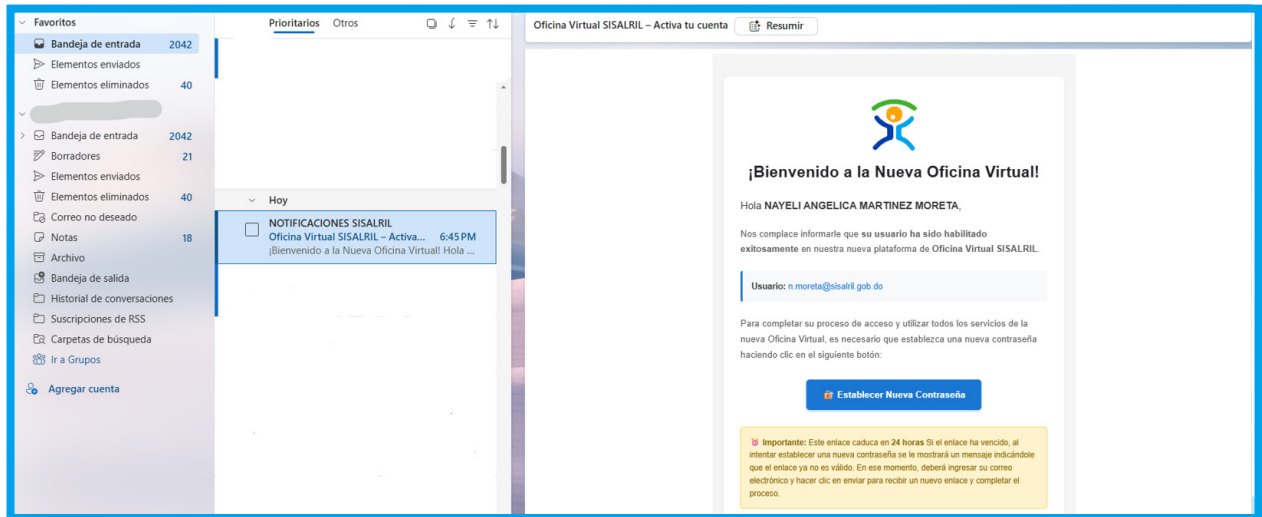 Favoritos
Bandeja de entrada 2042
Elementos enviados
Elementos eliminados 40
Bandeja de entrada 2042
Borradores 21
Elementos enviados
Elementos eliminados 40
Correo no deseado
Notas 18
Archivo
Bandeja de salida
Historial de conversaciones
Suscripciones de RSS
Carpetas de búsqueda
Ir a Grupos
Agregar cuenta
Prioritarios Otros
Hoy
NOTIFICACIONES SISALRIL
Oficina Virtual SISALRIL – Activa... 6:45 PM
¡Bienvenido a la Nueva Oficina Virtual! Hola ...
Oficina Virtual SISALRIL – Activa tu cuenta Resumir
¡Bienvenido a la Nueva Oficina Virtual!
Hola NAYELI ANGELICA MARTINEZ MORETA,
Nos complace informarle que su usuario ha sido habilitado
exitosamente en nuestra nueva plataforma de Oficina Virtual SISALRIL.
Usuario: n.moreta@sisalril.gob.do
Para completar su proceso de acceso y utilizar todos los servicios de la
nueva Oficina Virtual, es necesario que establezca una nueva contraseña
haciendo clic en el siguiente botón:
Establecer Nueva Contraseña
Importante: Este enlace caduca en 24 horas Si el enlace ha vencido, al
intentar establecer una nueva contraseña se le mostrará un mensaje indicándole
que el enlace ya no es válido. En ese momento, deberá ingresar su correo
electrónico y hacer clic en enviar para recibir un nuevo enlace y completar el
proceso.